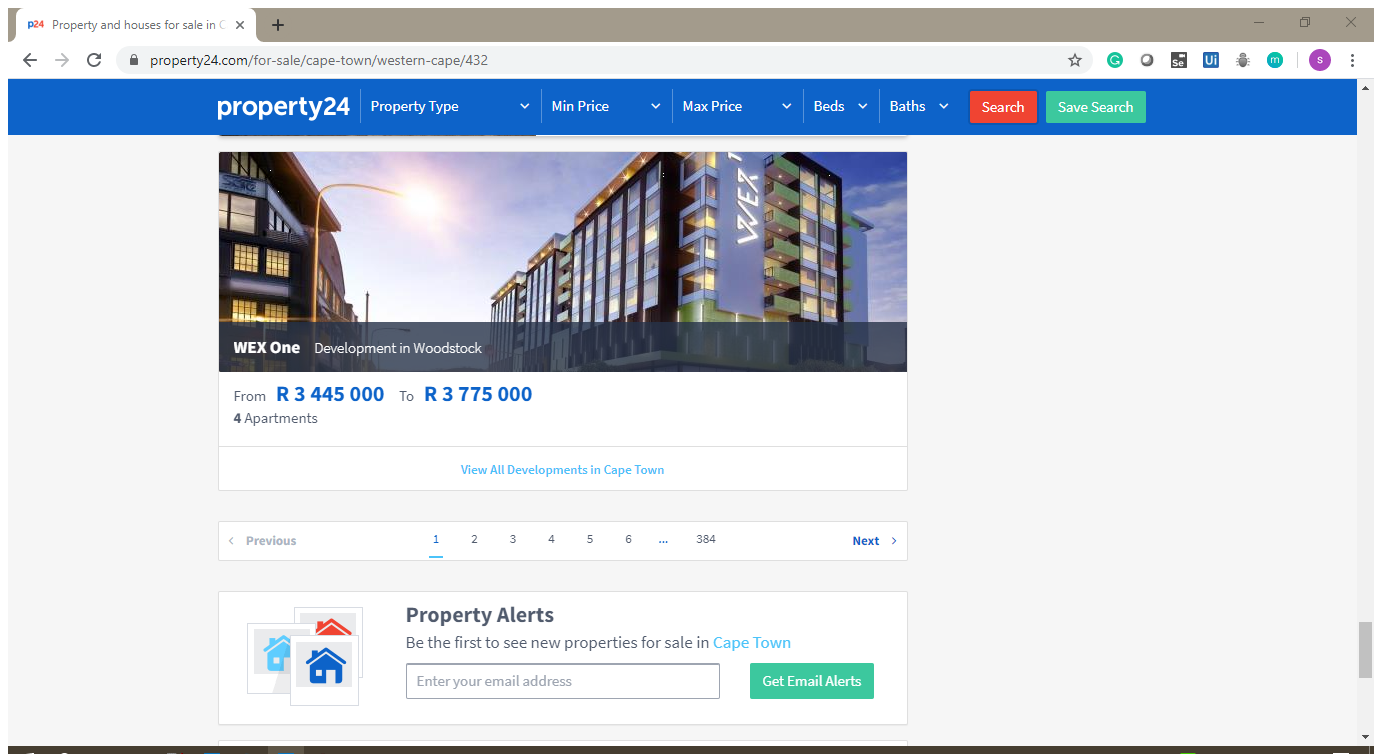 p24 Property and houses for sale in C
property24.com/for-sale/cape-town/western-cape/432
G Se Ui m s
property24 Property Type Min Price Max Price Beds Baths Search Save Search
WEX 1
WEX One Development in Woodstock
From R 3 445 000 To R 3 775 000
4 Apartments
View All Developments in Cape Town
Previous 1 2 3 4 5 6 ... 384 Next
Property Alerts
Be the first to see new properties for sale in Cape Town
Enter your email address Get Email Alerts